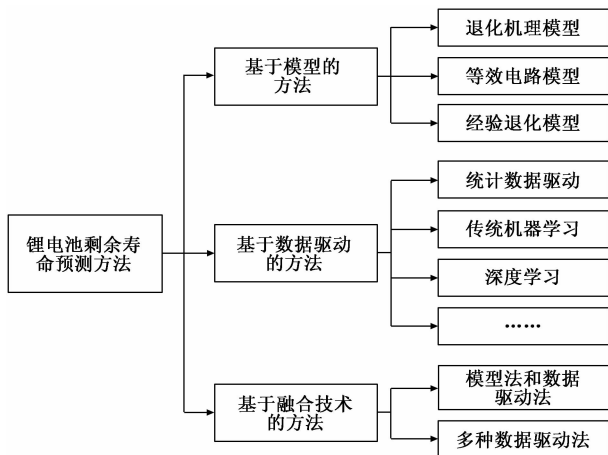 锂电池剩余寿
命预测方法
基于模型的
方法
退化机理模型
等效电路模型
经验退化模型
基于数据驱动
的方法
统计数据驱动
传统机器学习
深度学习
……
基于融合技术
的方法
模型法和数据
驱动法
多种数据驱动法